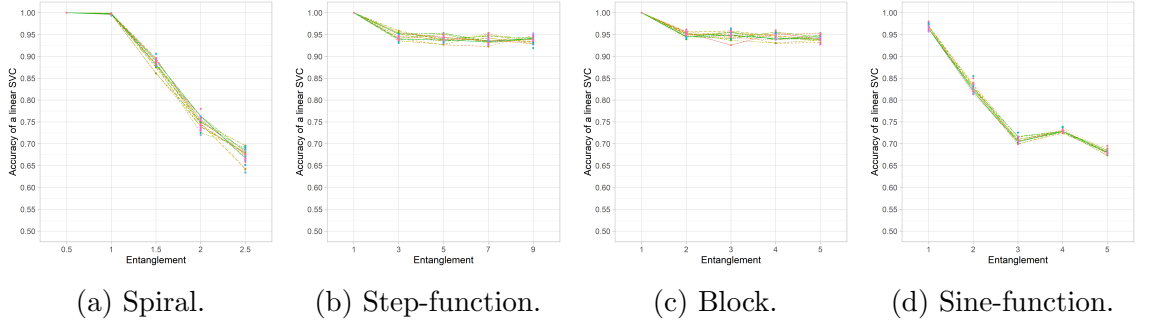 Accuracy of a linear SVC
1.00
0.95
0.90
0.85
0.80
0.75
0.70
0.65
0.60
0.55
0.50
0.5 1 1.5 2 2.5
Entanglement
(a) Spiral.
Accuracy of a linear SVC
1.00
0.95
0.90
0.85
0.80
0.75
0.70
0.65
0.60
0.55
0.50
1 3 5 7 9
Entanglement
(b) Step-function.
Accuracy of a linear SVC
1.00
0.95
0.90
0.85
0.80
0.75
0.70
0.65
0.60
0.55
0.50
1 2 3 4 5
Entanglement
(c) Block.
Accuracy of a linear SVC
1.00
0.95
0.90
0.85
0.80
0.75
0.70
0.65
0.60
0.55
0.50
1 2 3 4 5
Entanglement
(d) Sine-function.